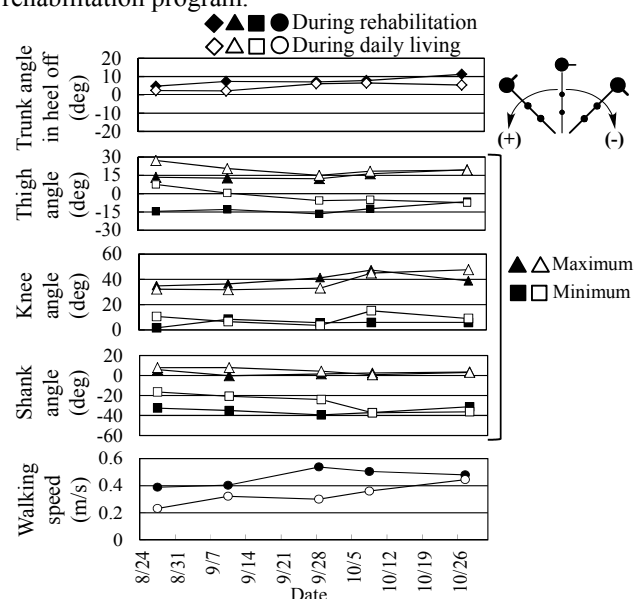 rehabilitation program.
During rehabilitation
During daily living
Trunk angle
in heel off
(deg)
20
10
0
-10
-20
(+)
(-)
Thigh
angle
(deg)
30
15
0
-15
-30
Knee
angle
(deg)
60
40
20
0
Maximum
Minimum
Shank
angle
(deg)
20
0
-20
-40
-60
Walking
speed
(m/s)
0.6
0.4
0.2
0
8/24
8/31
9/7
9/14
9/21
9/28
10/5
10/12
10/19
10/26
Date